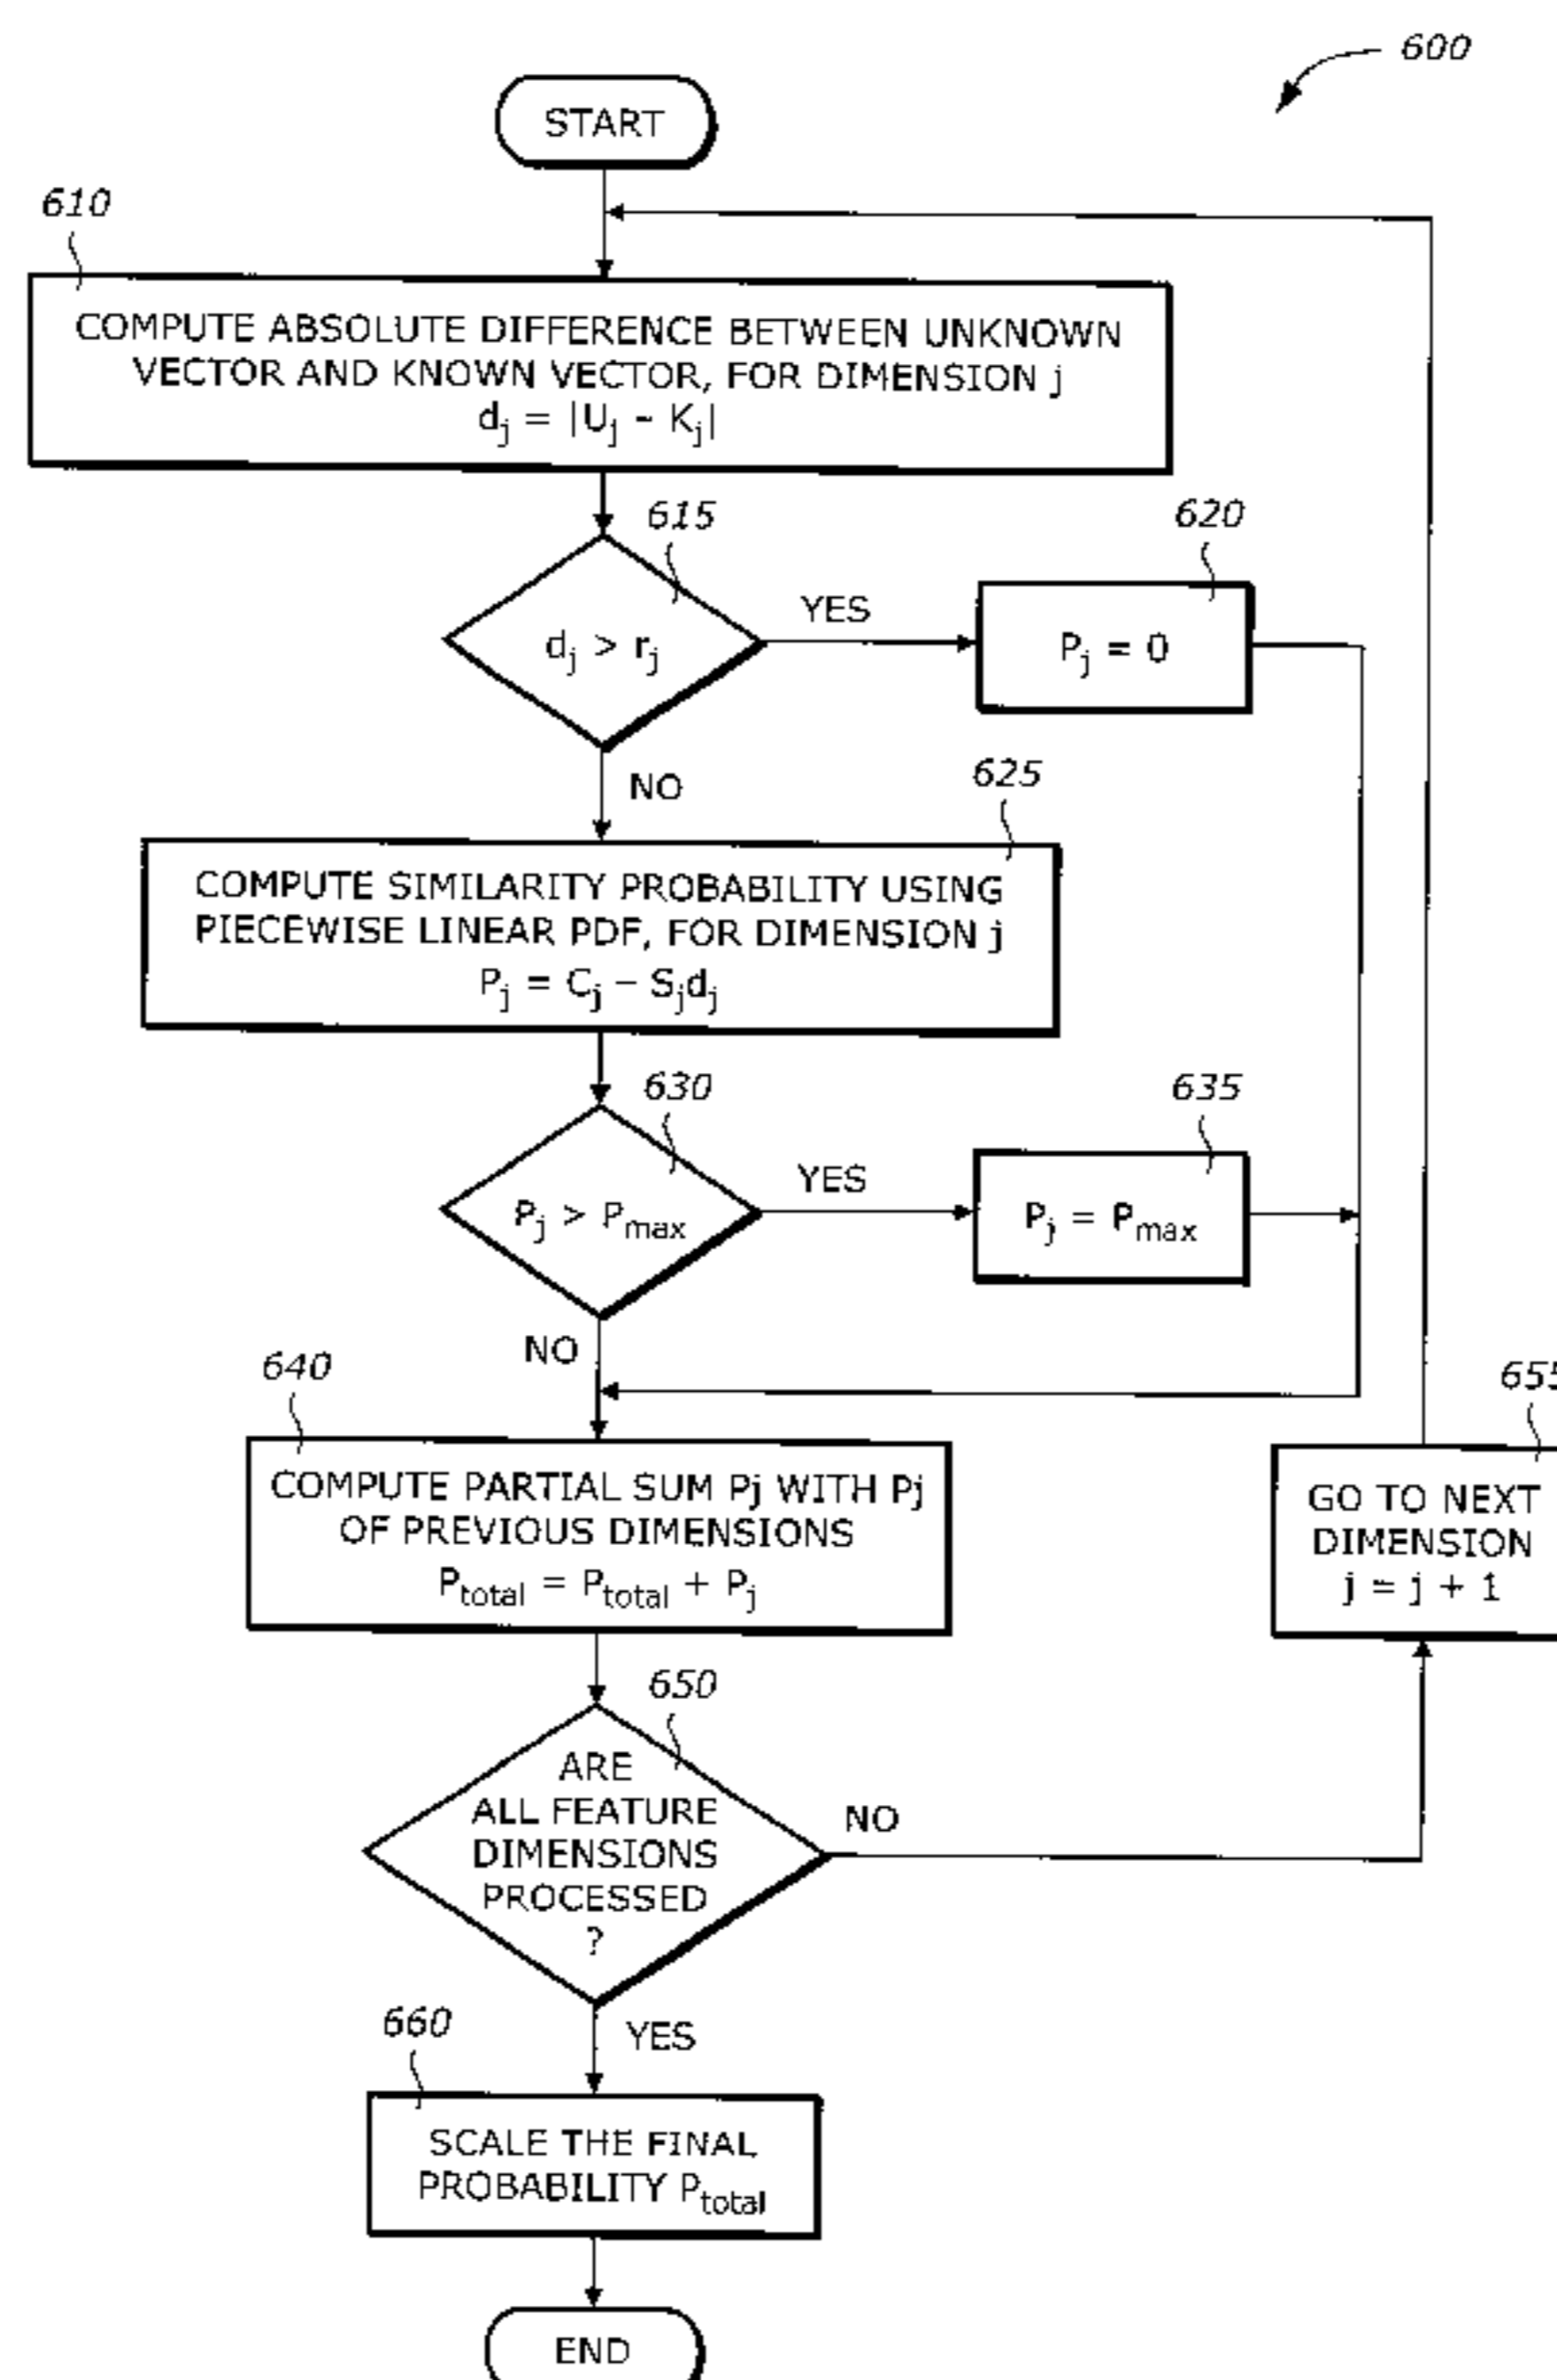 600
START
610
COMPUTE ABSOLUTE DIFFERENCE BETWEEN UNKNOWN
VECTOR AND KNOWN VECTOR, FOR DIMENSION j
dj = |Uj - Kj|
615
620
dj > rj
YES
Pj = 0
NO
625
COMPUTE SIMILARITY PROBABILITY USING
PIECEWISE LINEAR PDF, FOR DIMENSION j
Pj = Cj – Sjdj
630
635
Pj > Pmax
YES
Pj = Pmax
NO
640
655
COMPUTE PARTIAL SUM Pj WITH Pj
OF PREVIOUS DIMENSIONS
Ptotal = Ptotal + Pj
GO TO NEXT
DIMENSION
j = j + 1
650
ARE
ALL FEATURE
DIMENSIONS
PROCESSED
?
NO
660
YES
SCALE THE FINAL
PROBABILITY Ptotal
END